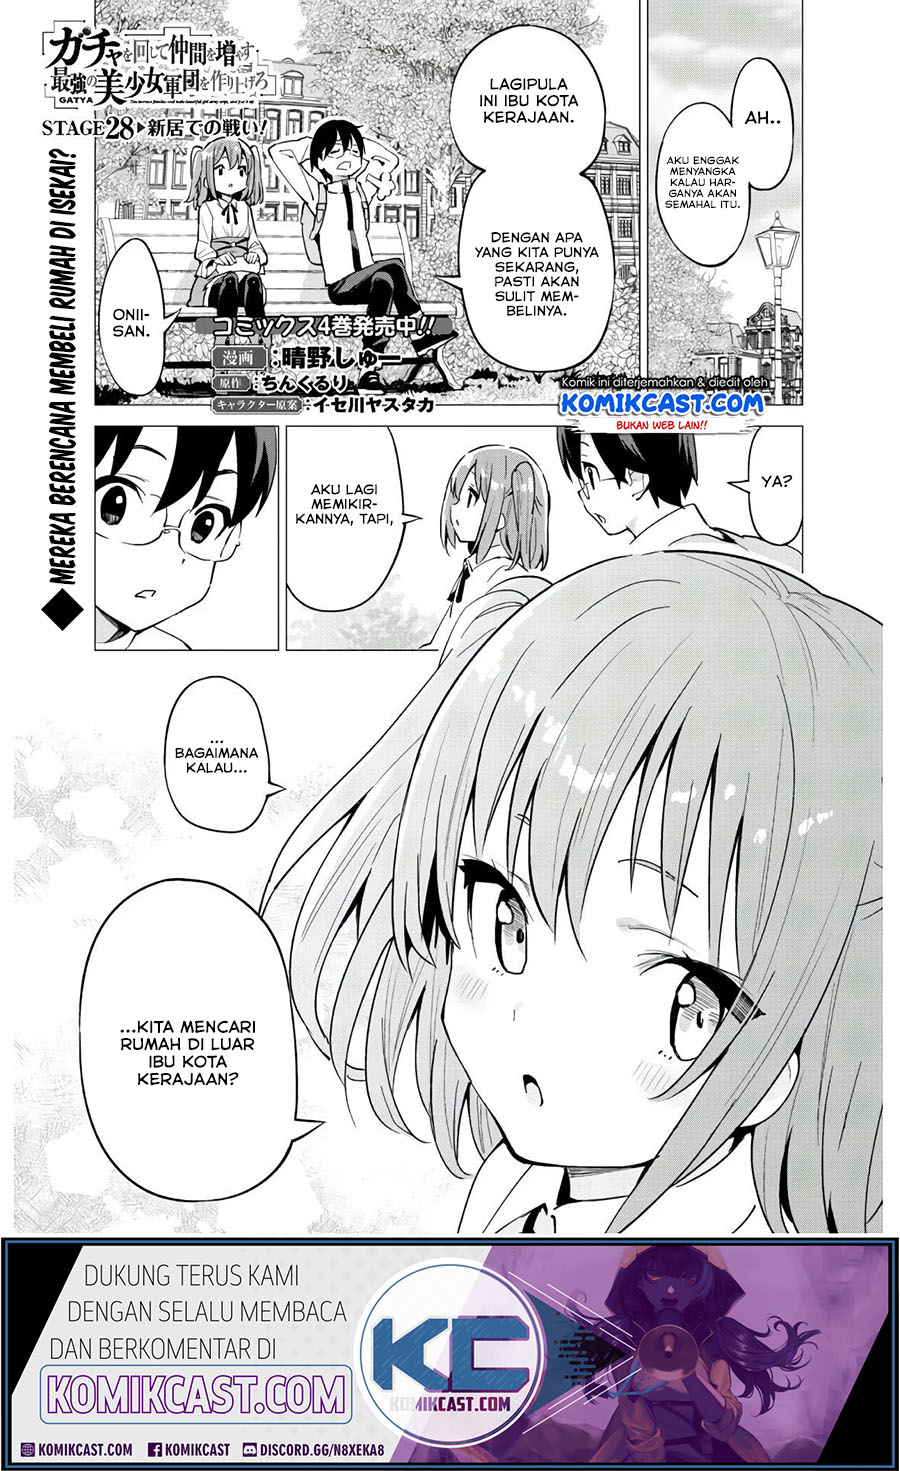 ガチャを回して仲間を増やす
最強の美少女軍団を作り上げろ
GATYA
STAGE28▶新居での戦い!
MEREKA BERENCANA MEMBELI RUMAH DI ISEKAI?
AH..
AKU ENGGAK
MENYANGKA
KALAU HAR-
GANYA AKAN
SEMAHAL ITU.
LAGIPULA
INI IBU KOTA
KERAJAAN.
DENGAN APA
YANG KITA PUNYA
SEKARANG,
PASTI AKAN
SULIT MEM-
BELINYA.
ONII-
SAN.
コミックス4巻発売中!!
漫画:晴野しゅー
原作:ちんくるり
キャラクター原案:イセ川ヤスタカ
Komik ini diterjemahkan & diedit oleh
KOMIKCAST.COM
BUKAN WEB LAIN!!
YA?
AKU LAGI
MEMIKIR-
KANNYA, TAPI,
...
BAGAIMANA
KALAU...
...KITA MENCARI
RUMAH DI LUAR
IBU KOTA
KERAJAAN?
DUKUNG TERUS KAMI
DENGAN SELALU MEMBACA
DAN BERKOMENTAR DI
KOMIKCAST.COM
KC
KOMIKCAST.COM
KOMIKCAST.COM KOMIKCAST DISCORD.GG/N8XEKA8